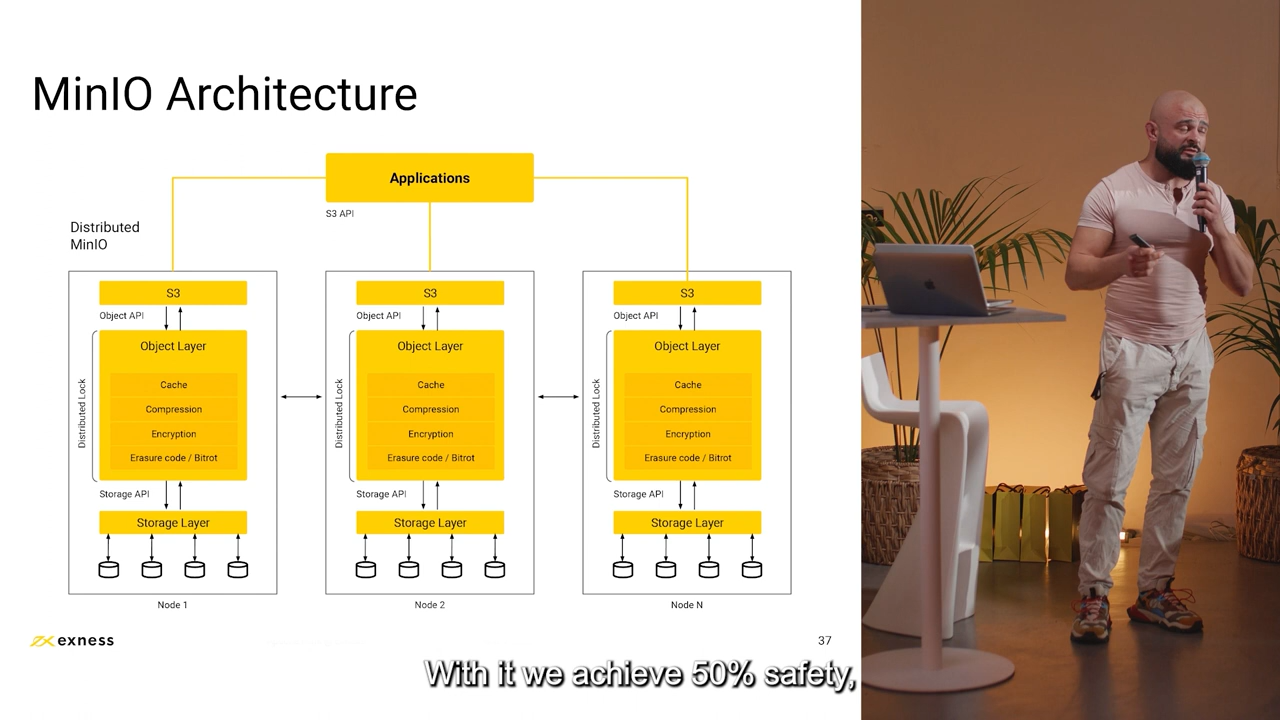 MinIO Architecture
Applications
S3 API
Distributed
MinIO
S3
Object API
Object Layer
Cache
Compression
Encryption
Erasure code / Bitrot
Distributed Lock
Storage API
Storage Layer
Node 1
S3
Object API
Object Layer
Cache
Compression
Encryption
Erasure code / Bitrot
Distributed Lock
Storage API
Storage Layer
Node 2
S3
Object API
Object Layer
Cache
Compression
Encryption
Erasure code / Bitrot
Distributed Lock
Storage API
Storage Layer
Node N
exness
37
With it we achieve 50% safety,